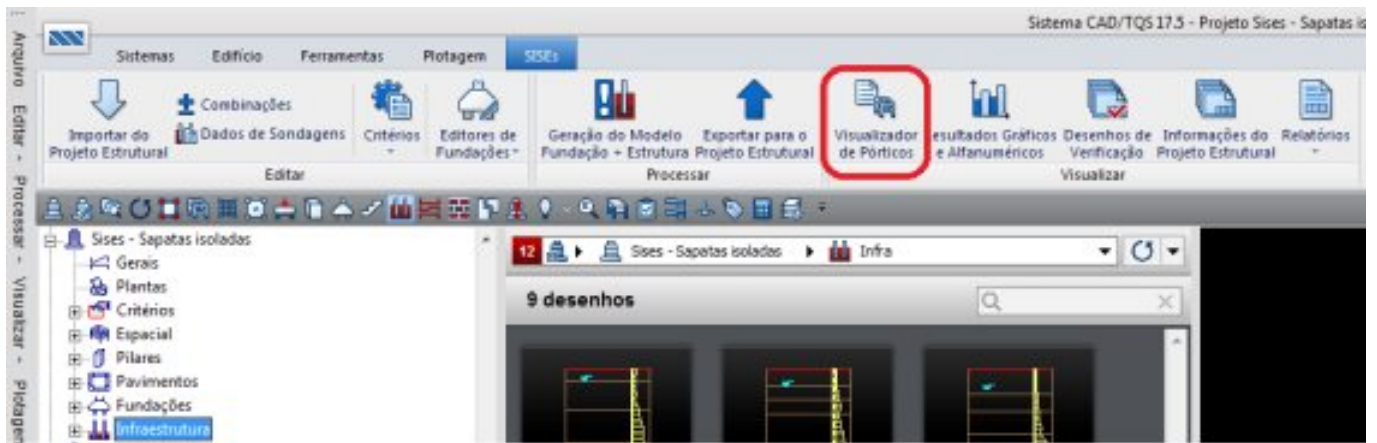 Sistema CAD/TQS 17.5 - Projeto Sises - Sapatas is
Sistemas Edifício Ferramentas Plotagem SISEs
Importar do
Projeto Estrutural
Combinações
Dados de Sondagens
Critérios
Editores de
Fundações
Geração do Modelo
Fundação + Estrutura
Exportar para o
Projeto Estrutural
Visualizador
de Pórticos
esultados Gráficos
e Alfanuméricos
Desenhos de
Verificação
Informações do
Projeto Estrutural
Relatórios
Editar Processar Visualizar
Arquivo Editar - Processar - Visualizar - Plotagen
Sises - Sapatas isoladas
Gerais
Plantas
Critérios
Espacial
Pilares
Pavimentos
Fundações
Infraestrutura
12 Sises - Sapatas isoladas Infra
9 desenhos